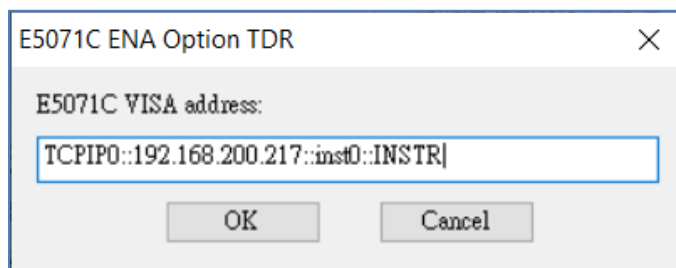 E5071C ENA Option TDR
E5071C VISA address:
TCPIP0::192.168.200.217::inst0::INSTR
OK Cancel